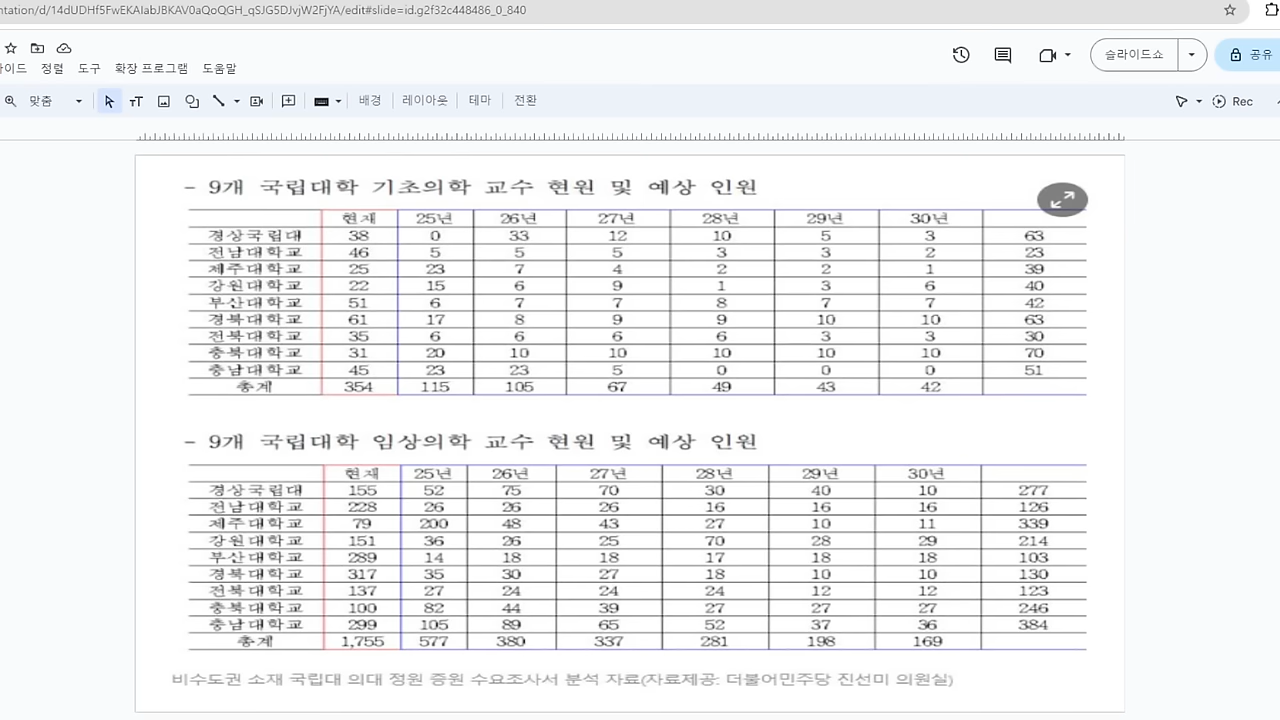 ntation/d/14dUDHf5FwEKAIabJBKAV0aQoQGH_qSJG5DJvjW2FjYA/edit#slide=id.g2f32c448486_0_840
라이드 정렬 도구 확장 프로그램 도움말
슬라이드쇼
공유
맞춤
배경 레이아웃 테마 전환
Rec
- 9개 국립대학 기초의학 교수 현원 및 예상 인원
현재 25년 26년 27년 28년 29년 30년
경상국립대 38 0 33 12 10 5 3 63
전남대학교 46 5 5 5 3 3 2 23
제주대학교 25 23 7 4 2 2 1 39
강원대학교 22 15 6 9 1 3 6 40
부산대학교 51 6 7 7 8 7 7 42
경북대학교 61 17 8 9 9 10 10 63
전북대학교 35 6 6 6 6 3 3 30
충북대학교 31 20 10 10 10 10 10 70
충남대학교 45 23 23 5 0 0 0 51
총계 354 115 105 67 49 43 42
- 9개 국립대학 임상의학 교수 현원 및 예상 인원
현재 25년 26년 27년 28년 29년 30년
경상국립대 155 52 75 70 30 40 10 277
전남대학교 228 26 26 26 16 16 16 126
제주대학교 79 200 48 43 27 10 11 339
강원대학교 151 36 26 25 70 28 29 214
부산대학교 289 14 18 18 17 18 18 103
경북대학교 317 35 30 27 18 10 10 130
전북대학교 137 27 24 24 24 12 12 123
충북대학교 100 82 44 39 27 27 27 246
충남대학교 299 105 89 65 52 37 36 384
총계 1,755 577 380 337 281 198 169
비수도권 소재 국립대 의대 정원 증원 수요조사서 분석 자료(자료제공: 더불어민주당 진선미 의원실)